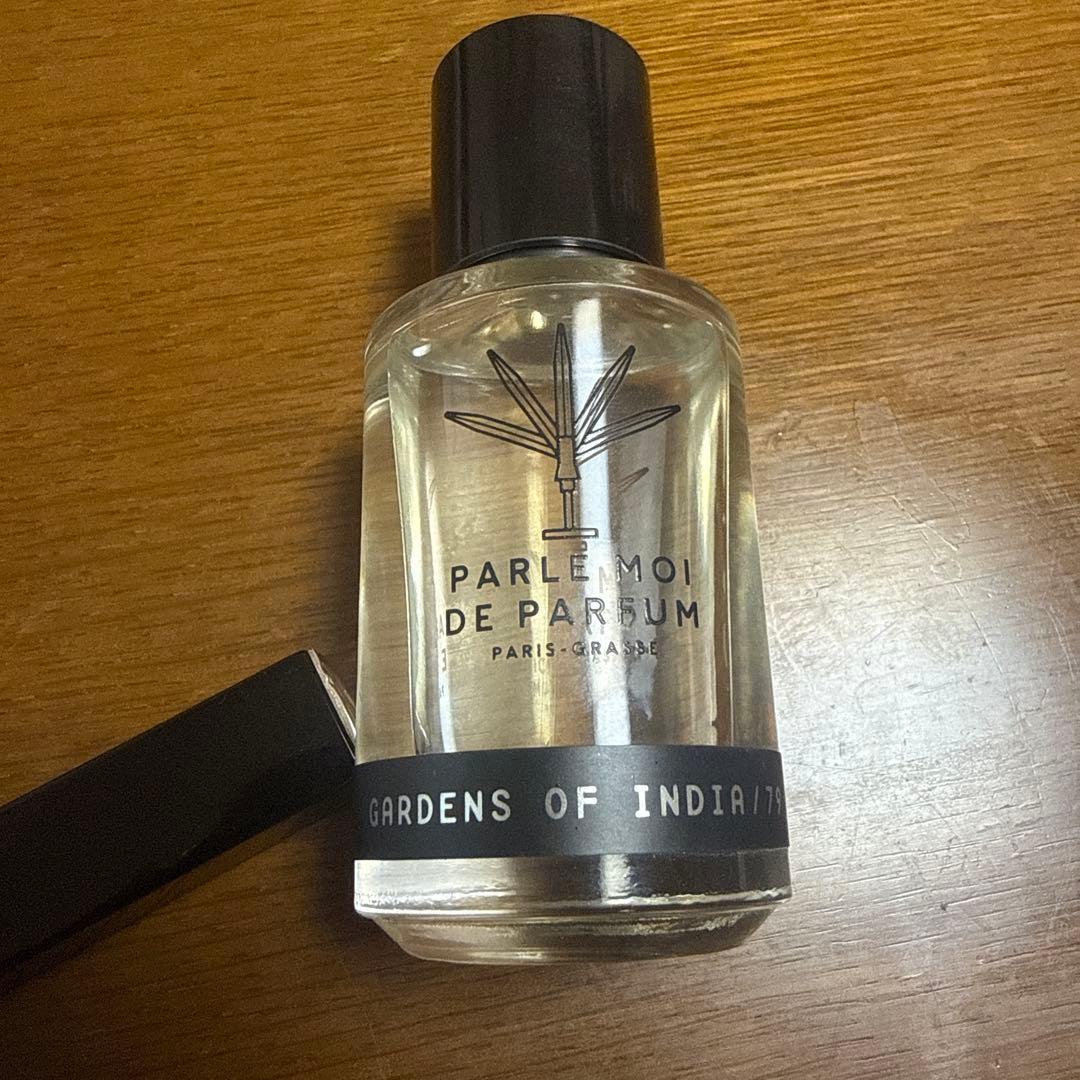 PARLE MOI
DE PARFUM
PARIS-GRASSE
GARDENS OF INDIA/79